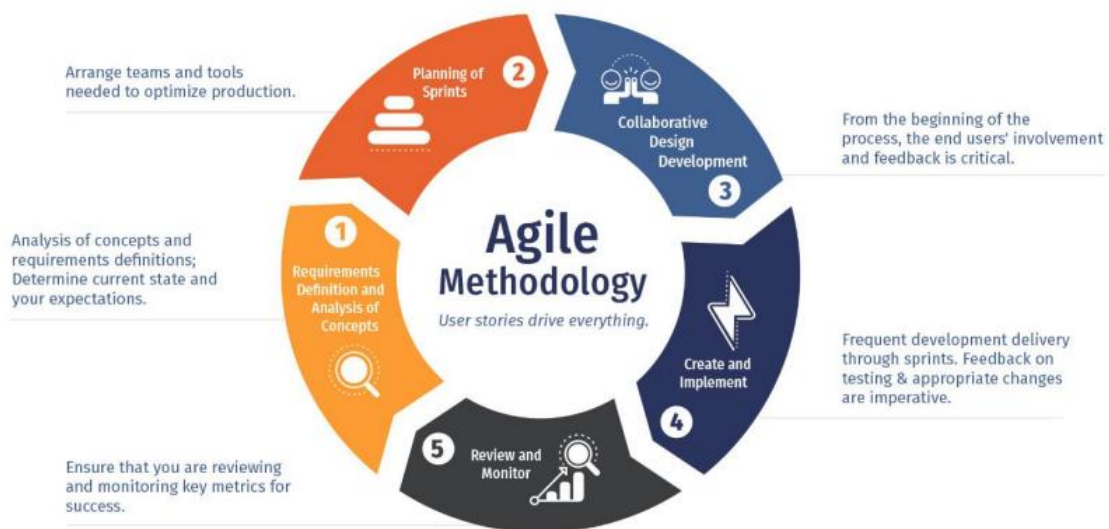 Agile
Methodology
User stories drive everything.
1
Requirements
Definition and
Analysis of
Concepts
Analysis of concepts and
requirements definitions;
Determine current state and
your expectations.
2
Planning of
Sprints
Arrange teams and tools
needed to optimize production.
Collaborative
Design
Development
3
From the beginning of the
process, the end users' involvement
and feedback is critical.
Create and
Implement
4
Frequent development delivery
through sprints. Feedback on
testing & appropriate changes
are imperative.
5
Review and
Monitor
Ensure that you are reviewing
and monitoring key metrics for
success.